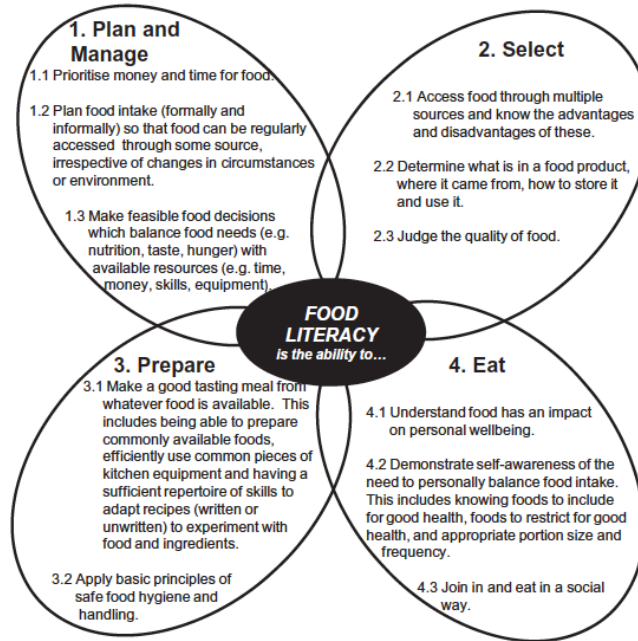 1. Plan and
Manage
1.1 Prioritise money and time for food.
1.2 Plan food intake (formally and
informally) so that food can be regularly
accessed through some source,
irrespective of changes in circumstances
or environment.
1.3 Make feasible food decisions
which balance food needs (e.g.
nutrition, taste, hunger) with
available resources (e.g. time,
money, skills, equipment).
2. Select
2.1 Access food through multiple
sources and know the advantages
and disadvantages of these.
2.2 Determine what is in a food product,
where it came from, how to store it
and use it.
2.3 Judge the quality of food.
FOOD
LITERACY
is the ability to…
3. Prepare
3.1 Make a good tasting meal from
whatever food is available. This
includes being able to prepare
commonly available foods,
efficiently use common pieces of
kitchen equipment and having a
sufficient repertoire of skills to
adapt recipes (written or
unwritten) to experiment with
food and ingredients.
3.2 Apply basic principles of
safe food hygiene and
handling.
4. Eat
4.1 Understand food has an impact
on personal wellbeing.
4.2 Demonstrate self-awareness of the
need to personally balance food intake.
This includes knowing foods to include
for good health, foods to restrict for good
health, and appropriate portion size and
frequency.
4.3 Join in and eat in a social
way.